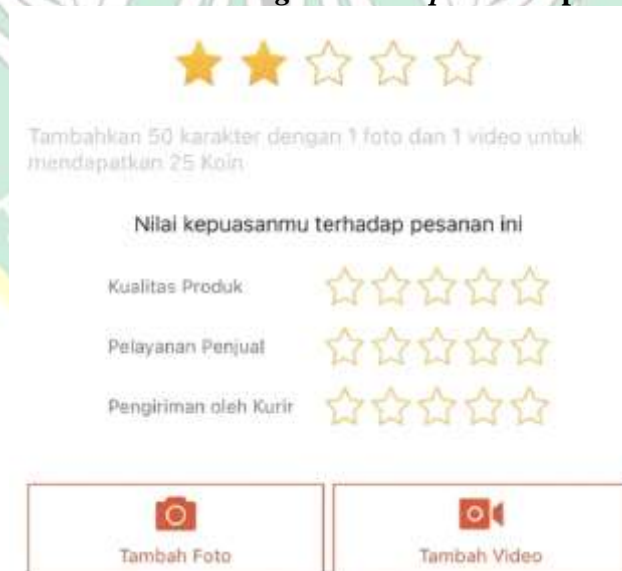 Tambahkan 50 karakter dengan 1 foto dan 1 video untuk
mendapatkan 25 Koin
Nilai kepuasanmu terhadap pesanan ini
Kualitas Produk
Pelayanan Penjual
Pengiriman oleh Kurir
Tambah Foto
Tambah Video